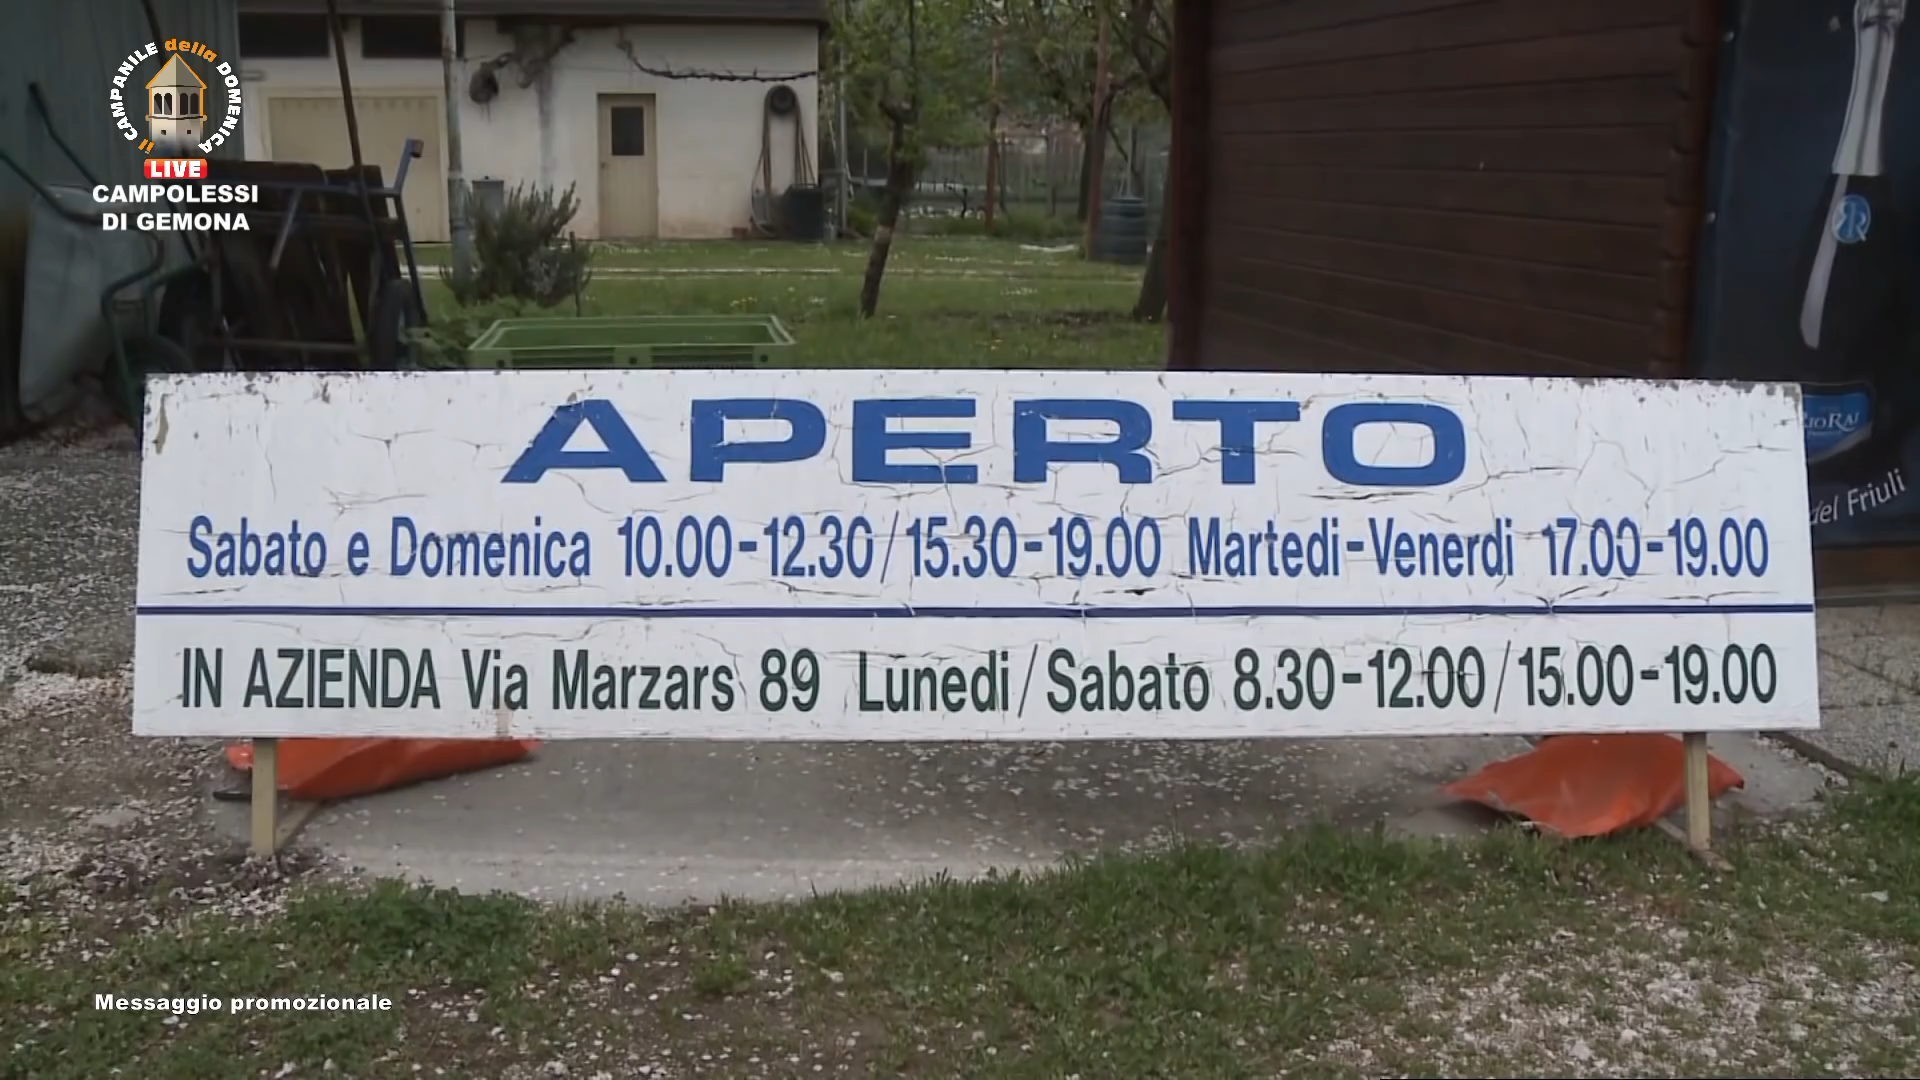 il CAMPANILE della DOMENICA
LIVE
CAMPOLESSI
DI GEMONA
APERTO
Sabato e Domenica 10.00-12.30/15.30-19.00 Martedi-Venerdi 17.00-19.00
IN AZIENDA Via Marzars 89 Lunedi/Sabato 8.30-12.00/15.00-19.00
del Friuli
Messaggio promozionale